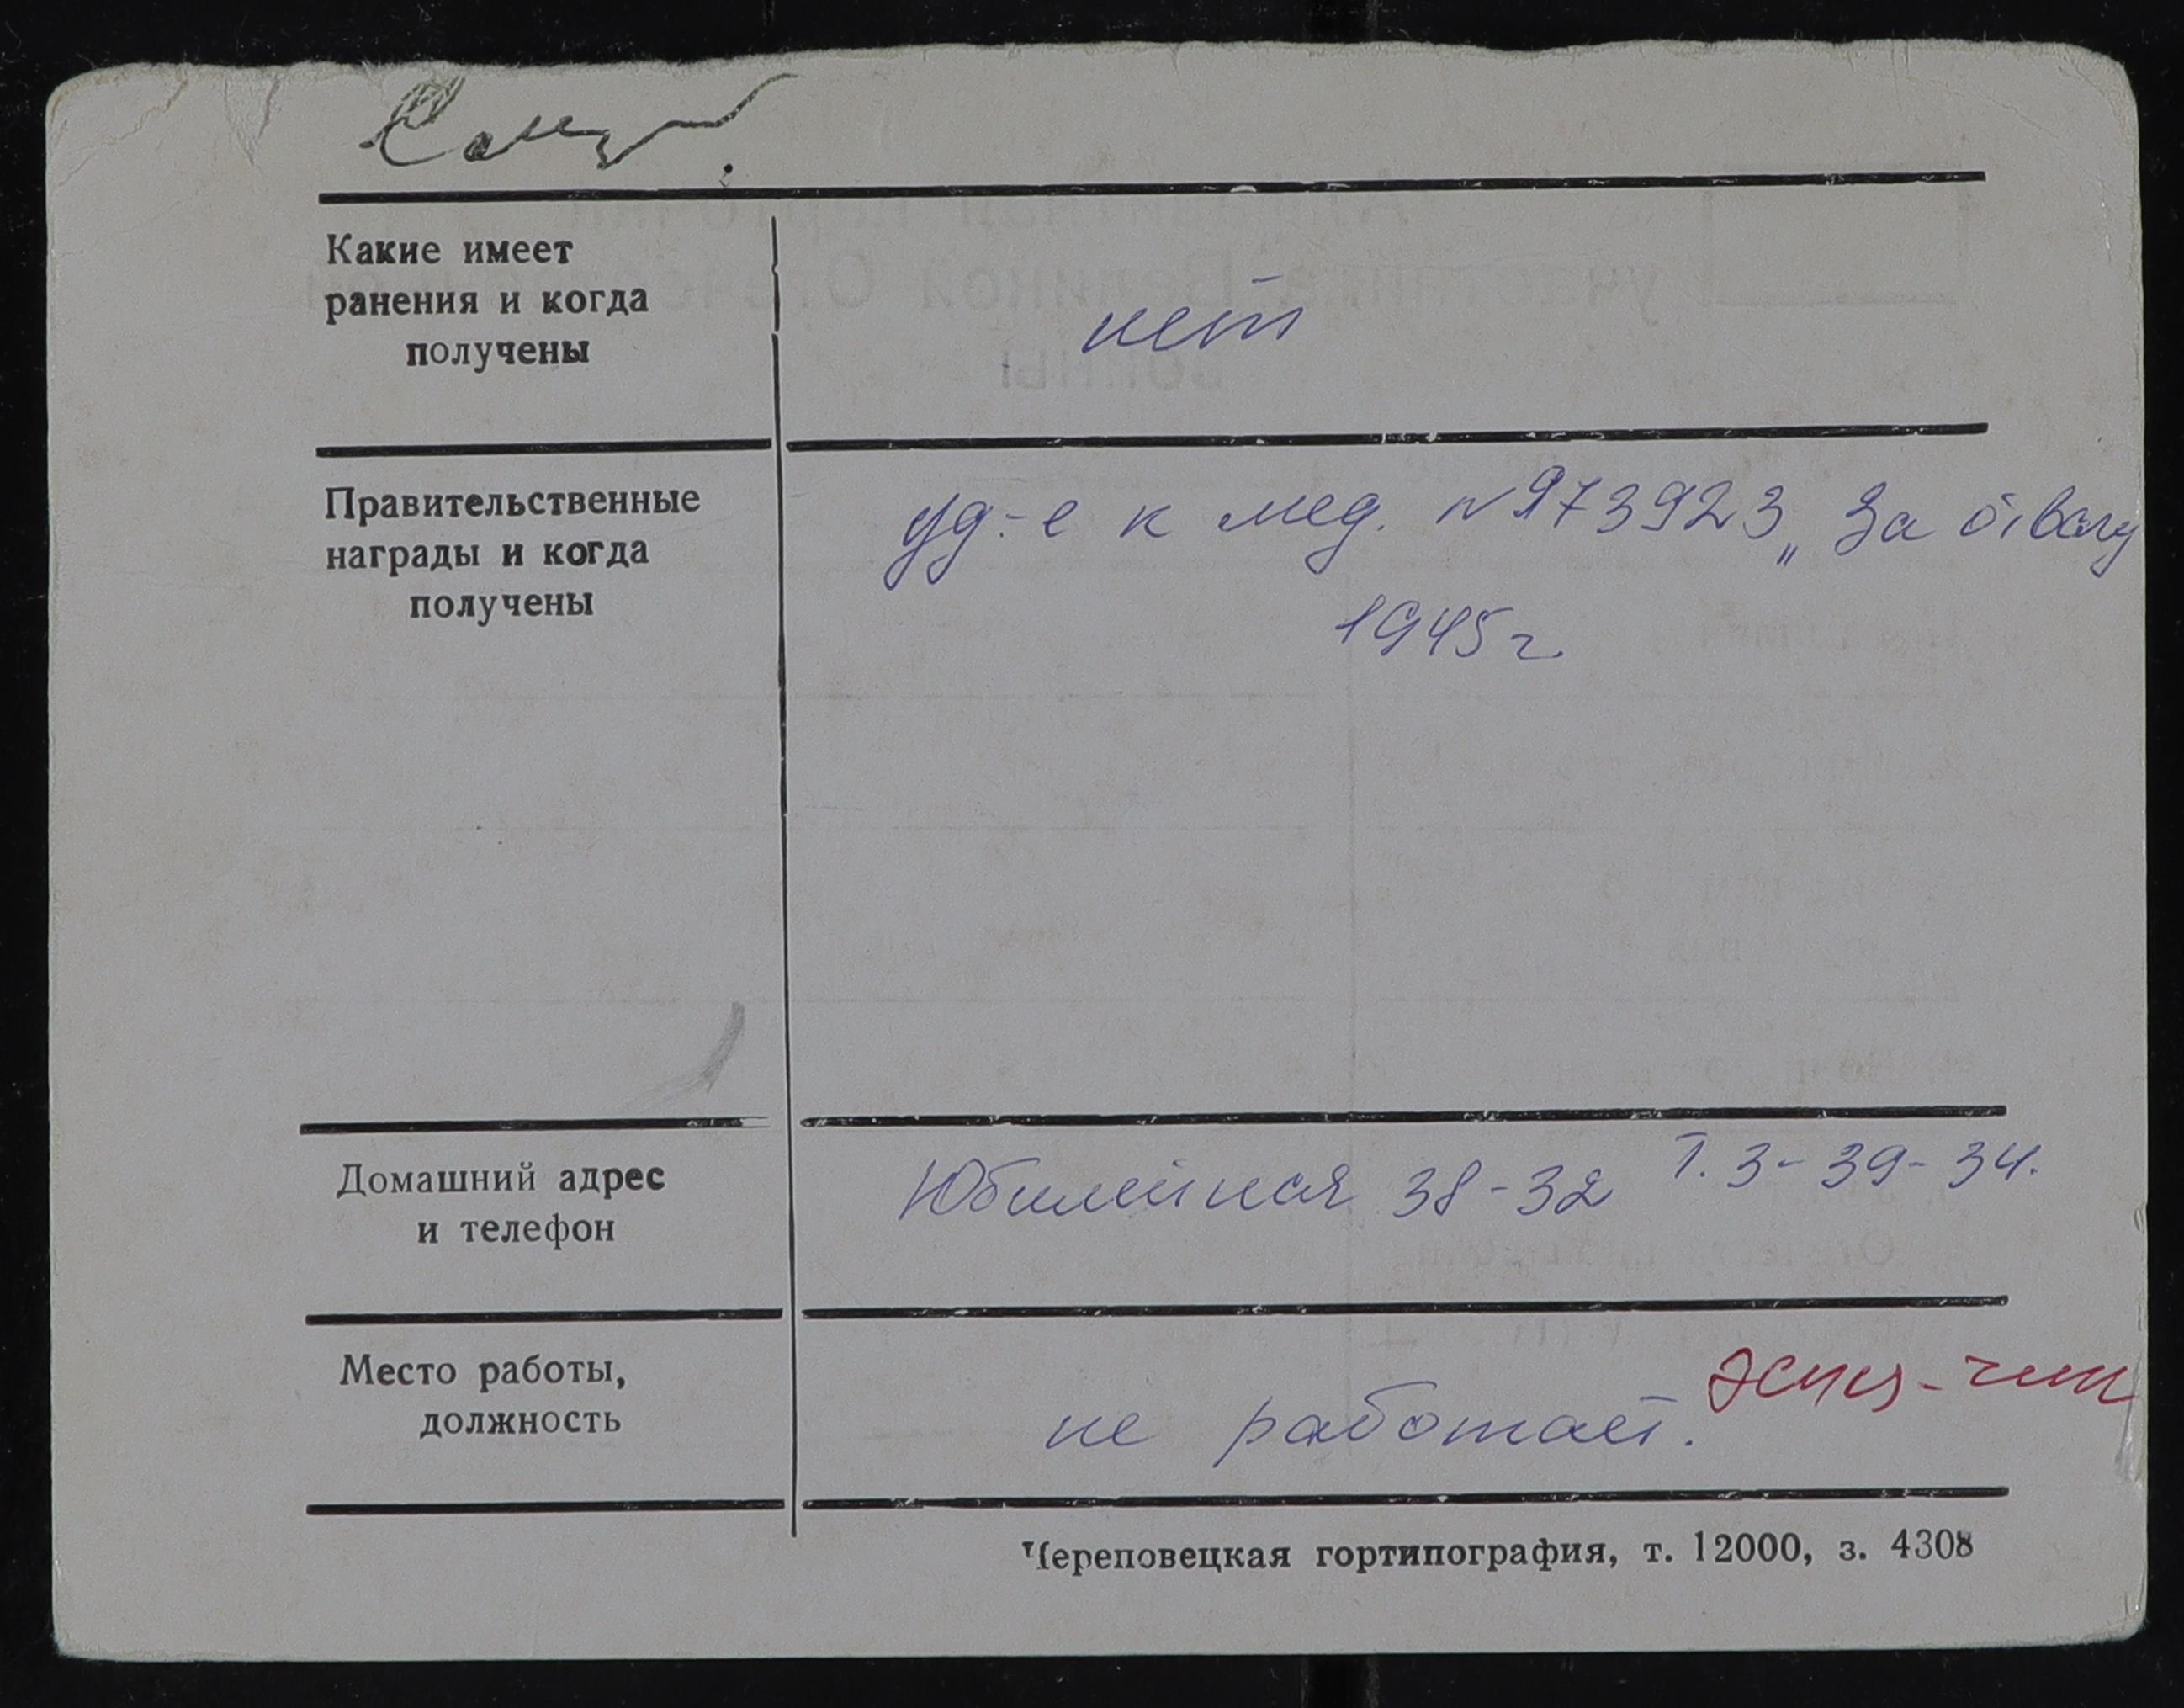 Какие имеет
ранения и когда
получены
нет
Правительственные
награды и когда
получены
уд-е к мед. №973923 „За отвагу
1945 г
Домашний адрес
и телефон
Юбилейная 38-32 т. 3-39-34.
Место работы,
должность
не работает.
Череповецкая гортипография, т. 12000, з. 4308